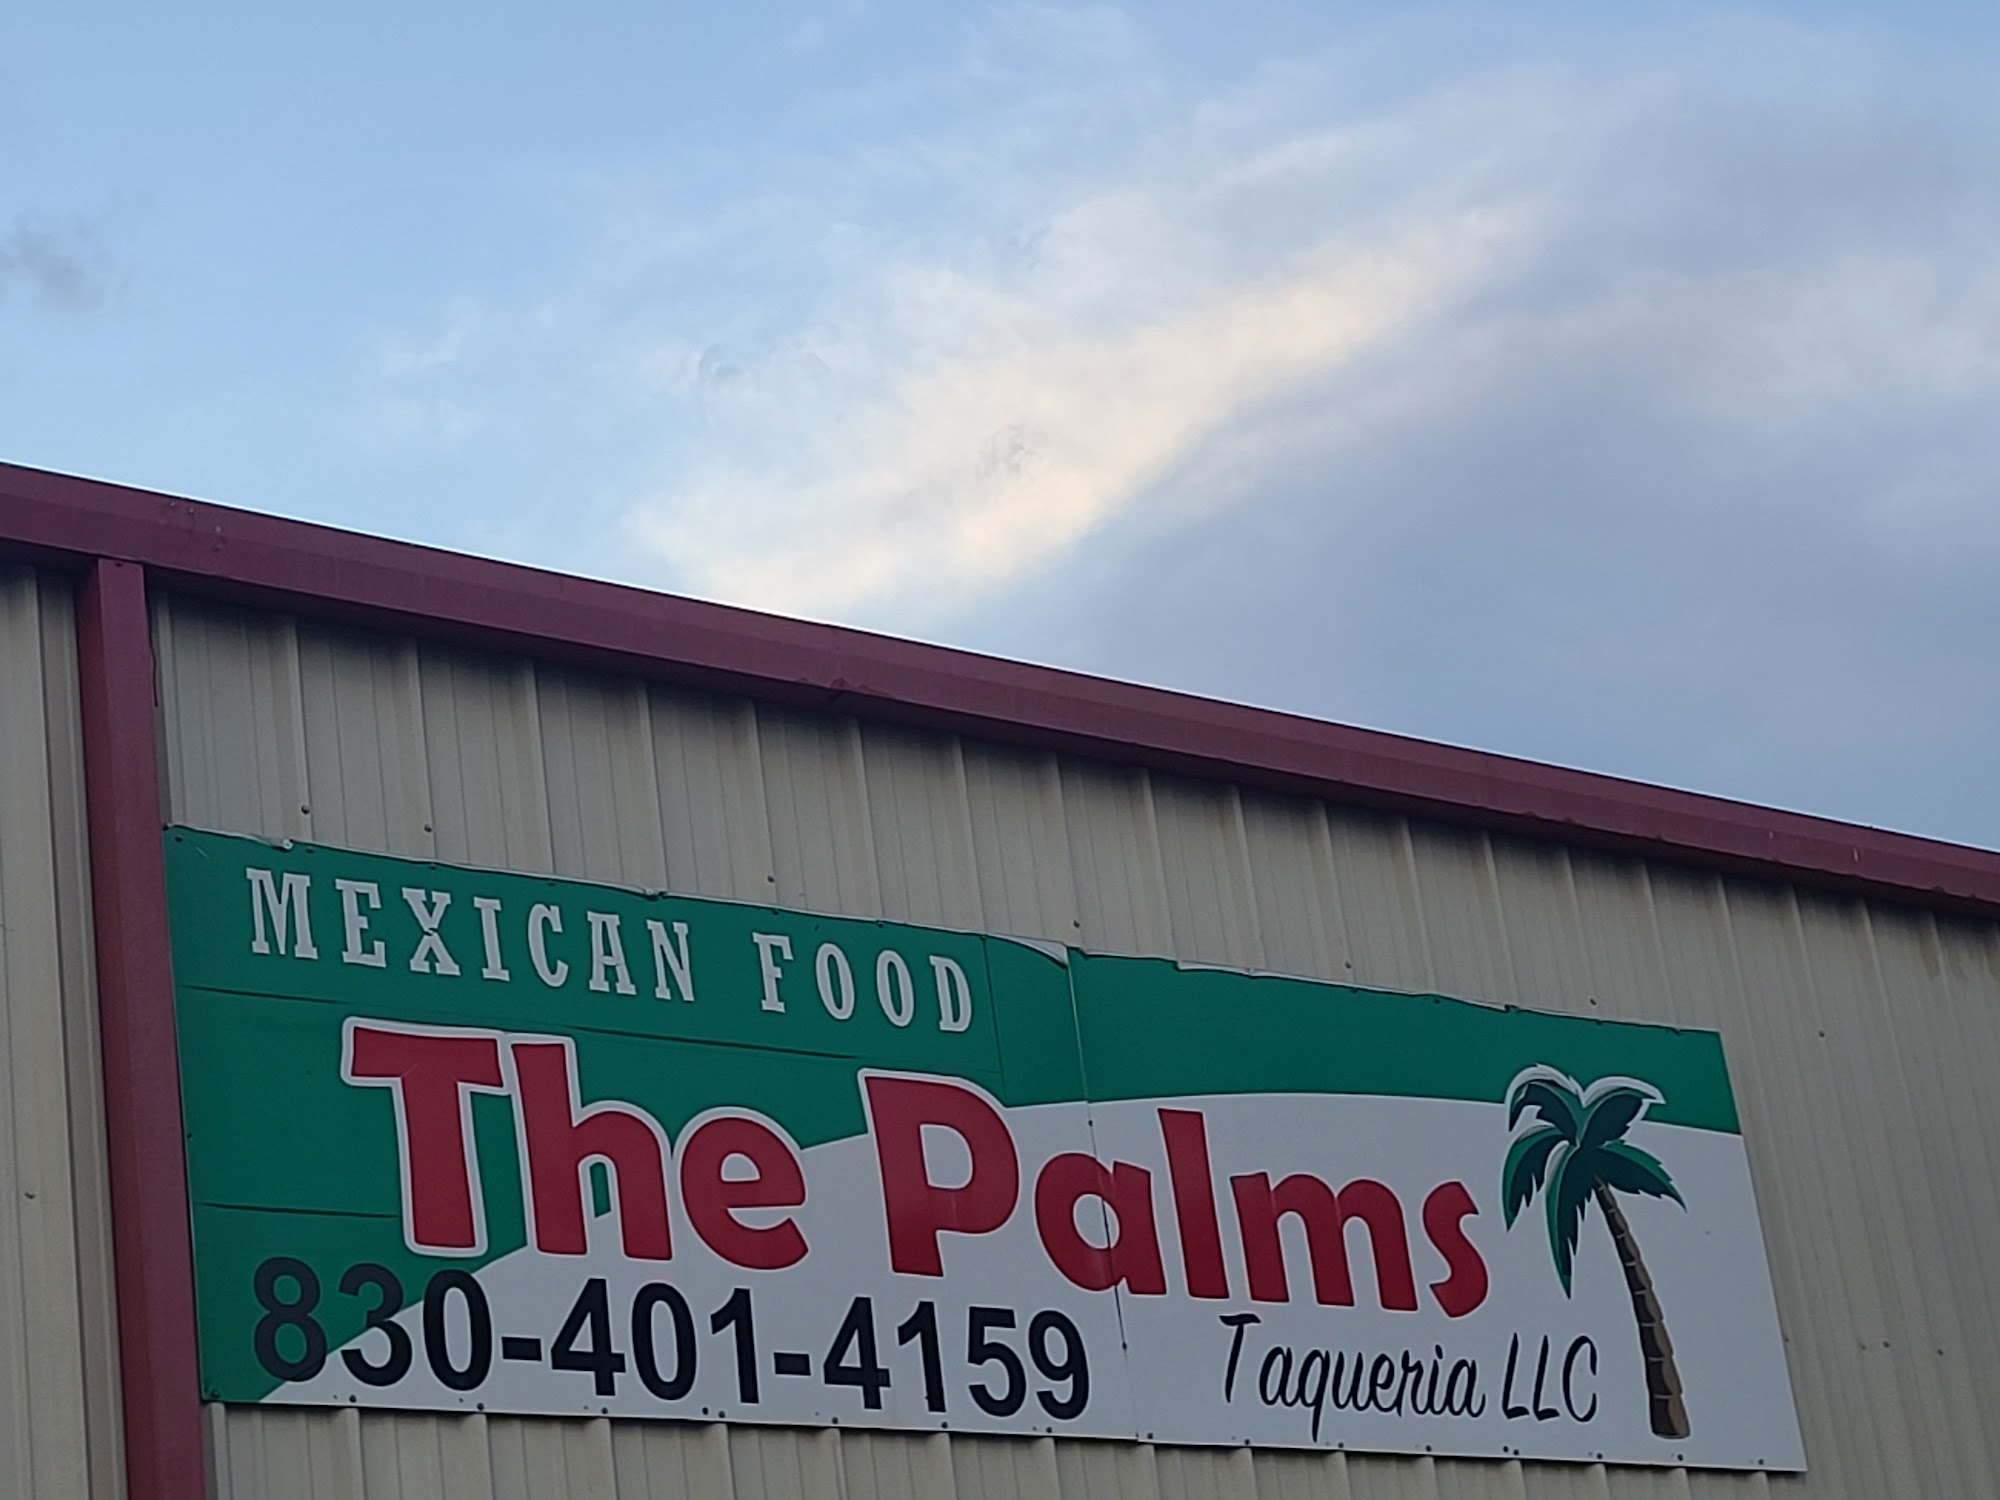 MEXICAN FOOD
The Palms
830-401-4159
Taqueria LLC